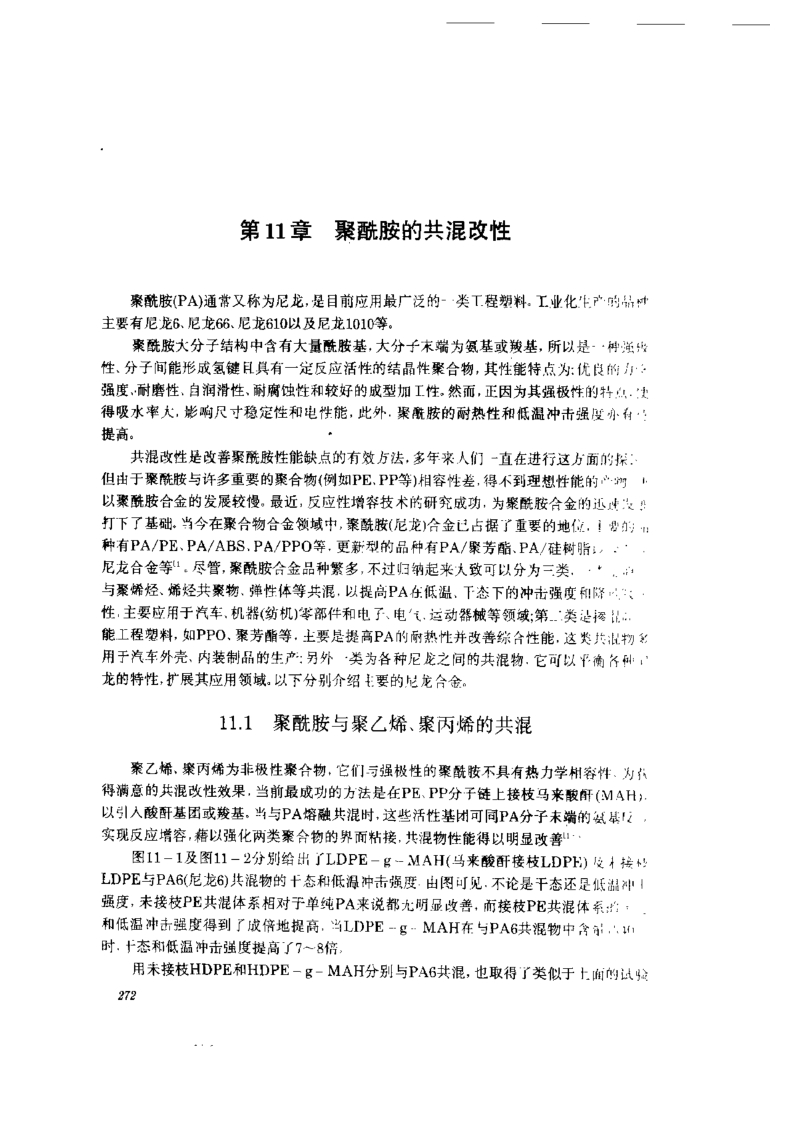 第11章 聚酰胺的共混改性
聚酰胺(PA)通常又称为尼龙,是目前应用最广泛的一类工程塑料。工业化生产的品种
主要有尼龙6、尼龙66、尼龙610以及尼龙1010等。
聚酰胺大分子结构中含有大量酰胺基,大分子末端为氨基或羧基,所以是一种强极
性、分子间能形成氢键且具有一定反应活性的结晶性聚合物,其性能特点为:优良的力学
强度、耐磨性、自润滑性、耐腐蚀性和较好的成型加工性。然而,正因为其强极性的特点,使
得吸水率大,影响尺寸稳定性和电性能,此外,聚酰胺的耐热性和低温冲击强度亦有待
提高。
共混改性是改善聚酰胺性能缺点的有效方法,多年来人们一直在进行这方面的探
但由于聚酰胺与许多重要的聚合物(例如PE、PP等)相容性差,得不到理想性能的产物
以聚酰胺合金的发展较慢。最近,反应性增容技术的研究成功,为聚酰胺合金的迅速发
打下了基础。当今在聚合物合金领域中,聚酰胺(尼龙)合金已占据了重要的地位,主要的品
种有PA/PE、PA/ABS、PA/PPO等,更新型的品种有PA/聚芳酯、PA/硅树脂
尼龙合金等[1]。尽管,聚酰胺合金品种繁多,不过归纳起来大致可以分为三类,
与聚烯烃、烯烃共聚物、弹性体等共混,以提高PA在低温、干态下的冲击强度和降
性,主要应用于汽车、机器(纺机)零部件和电子、电气、运动器械等领域;第二类是掺混
能工程塑料,如PPO、聚芳酯等,主要是提高PA的耐热性并改善综合性能,这类共混物多
用于汽车外壳、内装制品的生产;另外一类为各种尼龙之间的共混物,它可以平衡各种
龙的特性,扩展其应用领域。以下分别介绍主要的尼龙合金。
11.1 聚酰胺与聚乙烯、聚丙烯的共混
聚乙烯、聚丙烯为非极性聚合物,它们与强极性的聚酰胺不具有热力学相容性、为获
得满意的共混改性效果,当前最成功的方法是在PE、PP分子链上接枝马来酸酐(MAH),
以引入酸酐基团或羧基。当与PA熔融共混时,这些活性基团可同PA分子末端的氨基反
实现反应增容,藉以强化两类聚合物的界面粘接,共混物性能得以明显改善
图11-1及图11-2分别给出了LDPE-g-MAH(马来酸酐接枝LDPE)及未接枝
LDPE与PA6(尼龙6)共混物的干态和低温冲击强度。由图可见,不论是干态还是低温冲
强度,未接枝PE共混体系相对于单纯PA来说都无明显改善,而接枝PE共混体系
和低温冲击强度得到了成倍地提高,当LDPE-g-MAH在与PA6共混物中含量
时,干态和低温冲击强度提高了7~8倍。
用未接枝HDPE和HDPE-g-MAH分别与PA6共混,也取得了类似于上面的试验
272